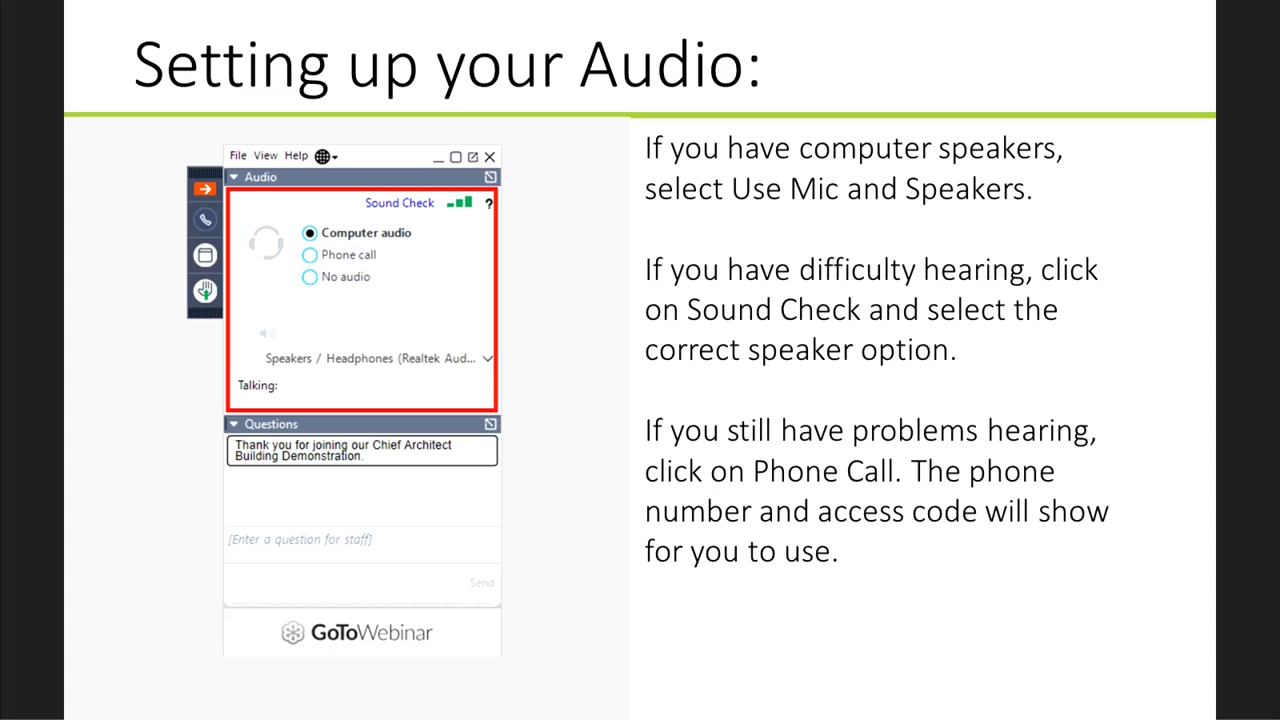 Setting up your Audio:
File View Help
Audio
Sound Check
?
Computer audio
Phone call
No audio
Speakers / Headphones (Realtek Aud...
Talking:
Questions
Thank you for joining our Chief Architect
Building Demonstration.
[Enter a question for staff]
Send
GoToWebinar
If you have computer speakers,
select Use Mic and Speakers.
If you have difficulty hearing, click
on Sound Check and select the
correct speaker option.
If you still have problems hearing,
click on Phone Call. The phone
number and access code will show
for you to use.